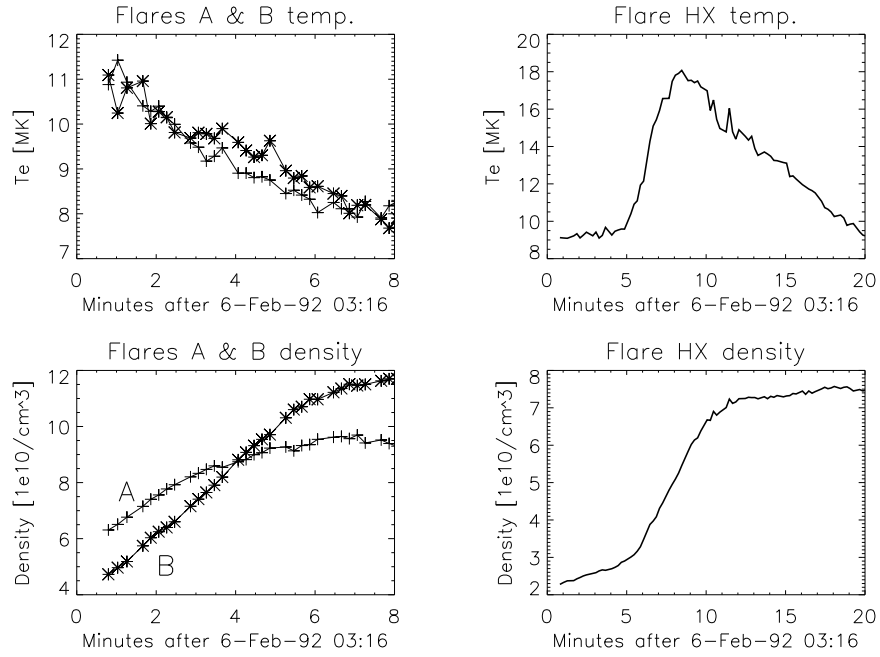 Flares A & B temp.
Te [MK]
12
11
10
9
8
7
0 2 4 6 8
Minutes after 6-Feb-92 03:16
Flare HX temp.
Te [MK]
20
18
16
14
12
10
8
0 5 10 15 20
Minutes after 6-Feb-92 03:16
Flares A & B density
Density [1e10/cm^3]
12
10
8
6
4
A
B
0 2 4 6 8
Minutes after 6-Feb-92 03:16
Flare HX density
Density [1e10/cm^3]
8
7
6
5
4
3
2
0 5 10 15 20
Minutes after 6-Feb-92 03:16